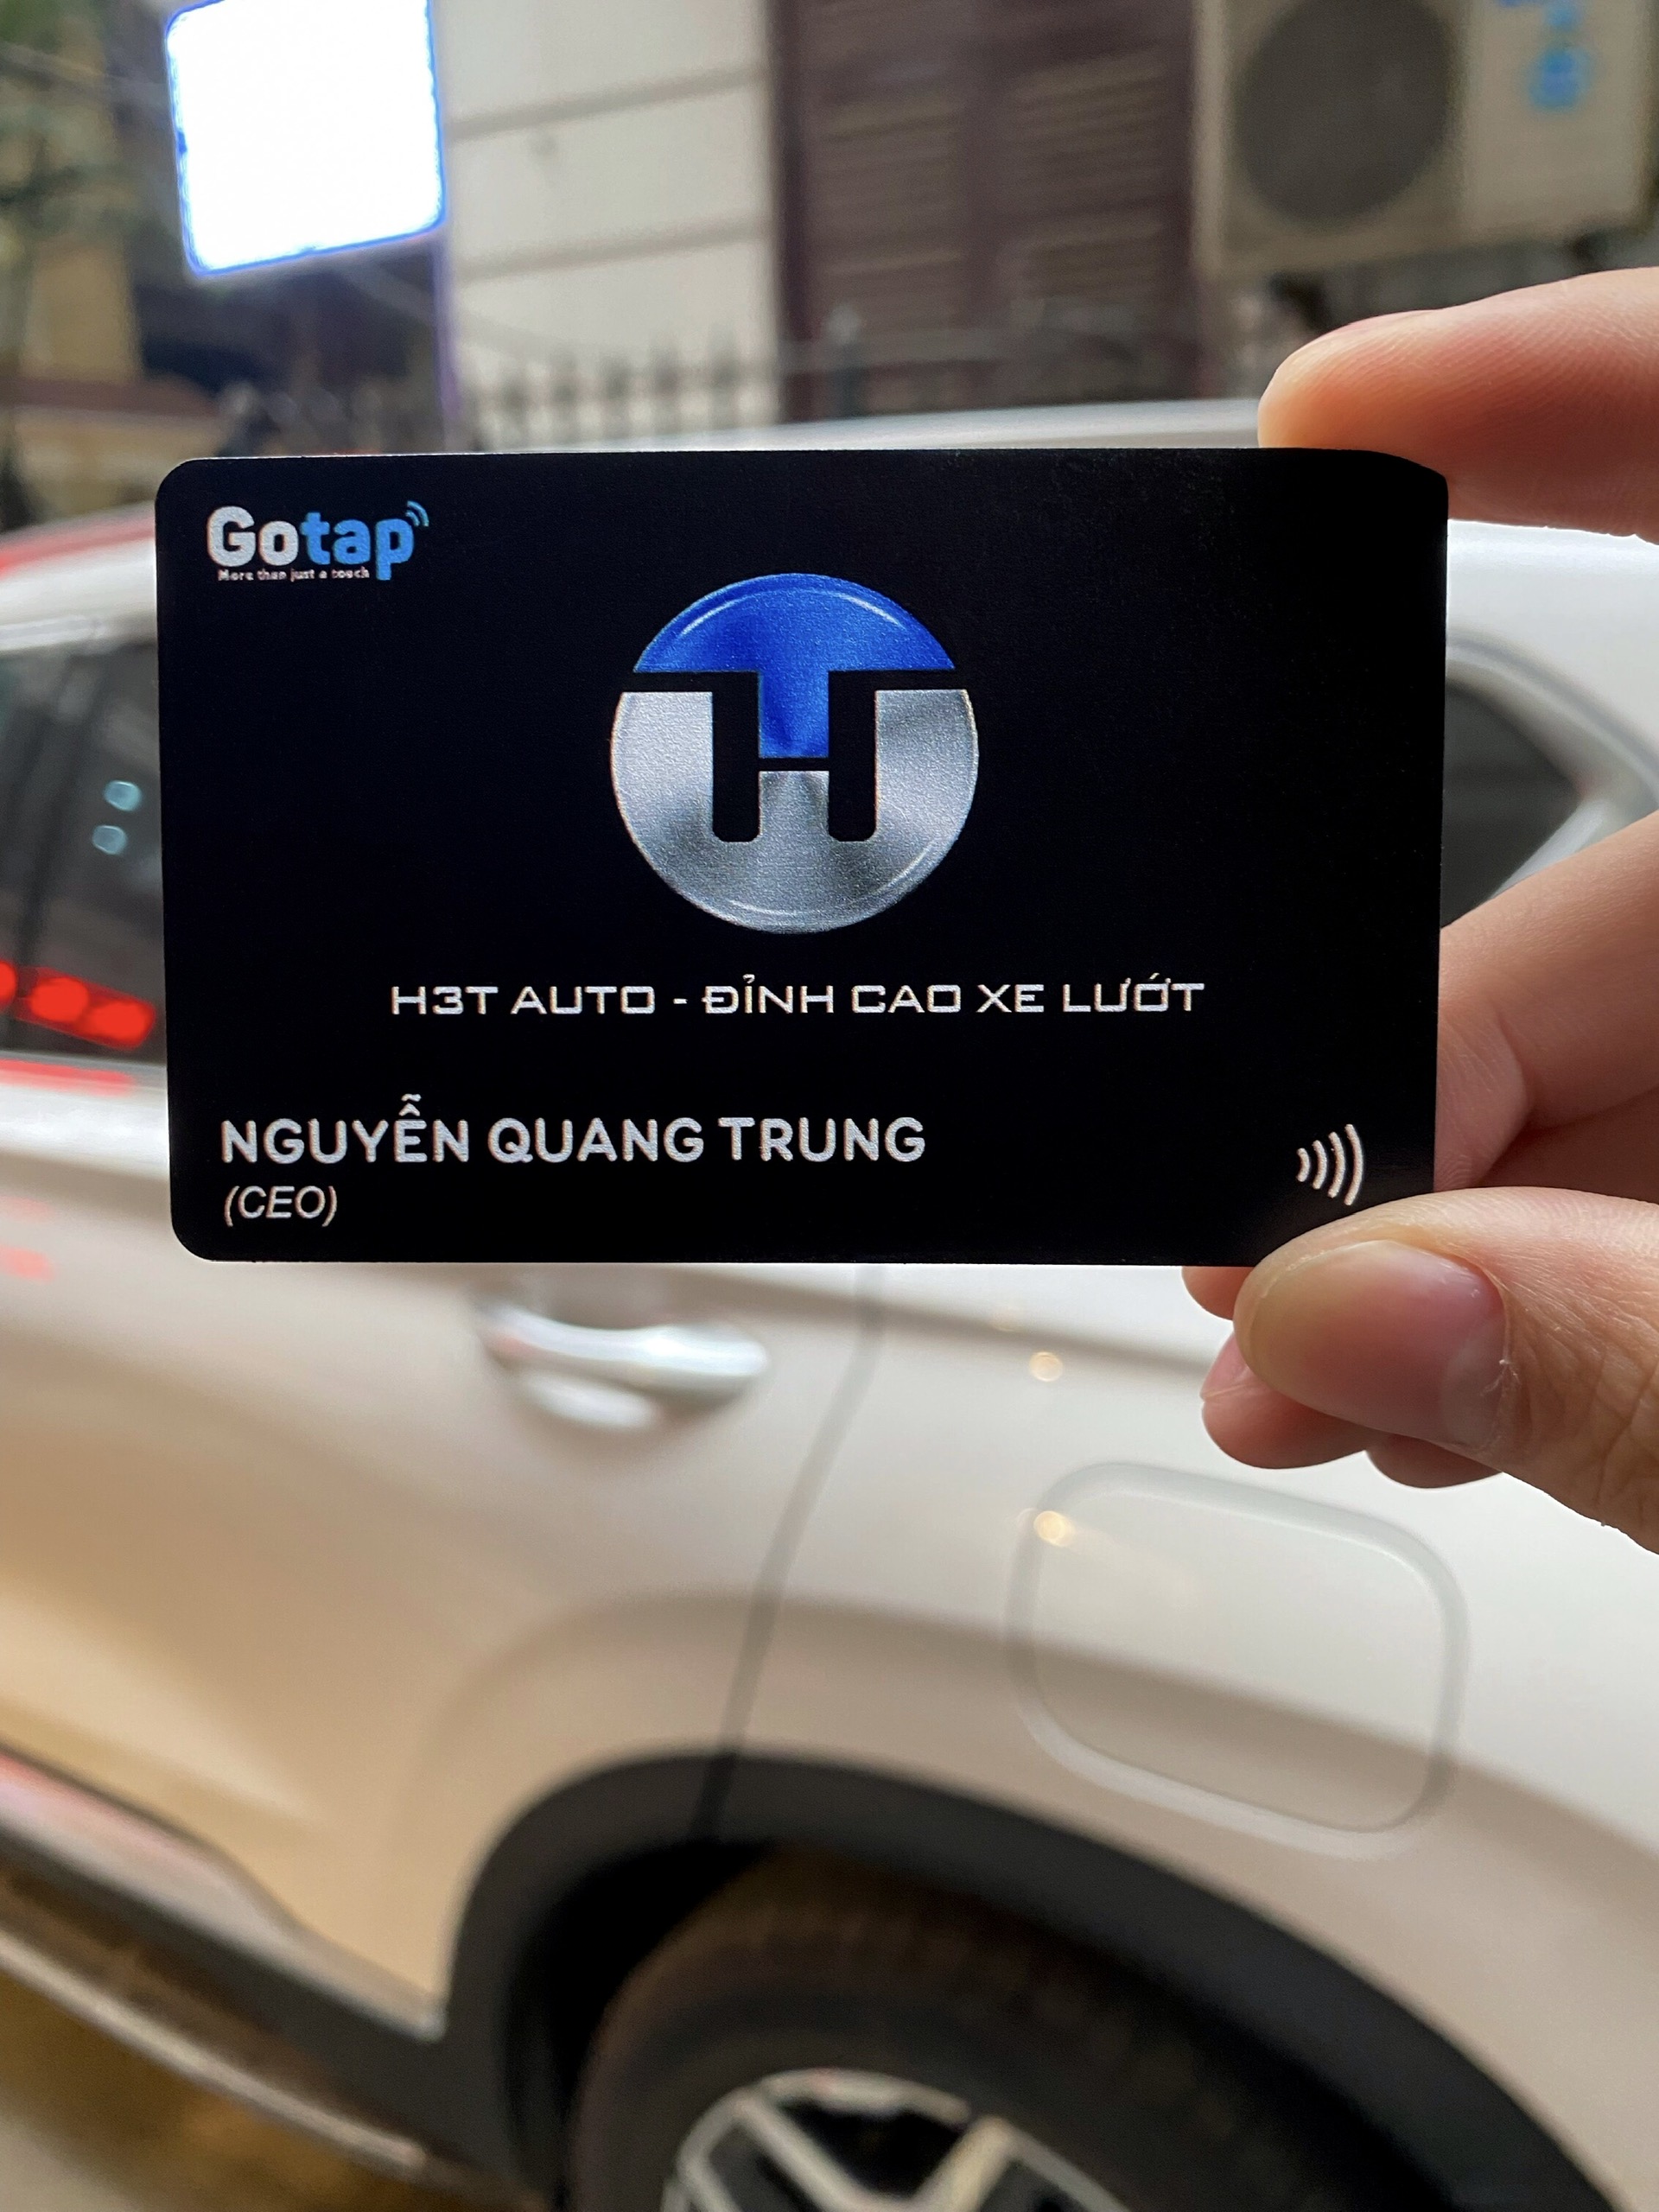 Gotap
More than just a touch
H3T AUTO - ĐỈNH CAO XE LƯỚT
NGUYỄN QUANG TRUNG
(CEO)